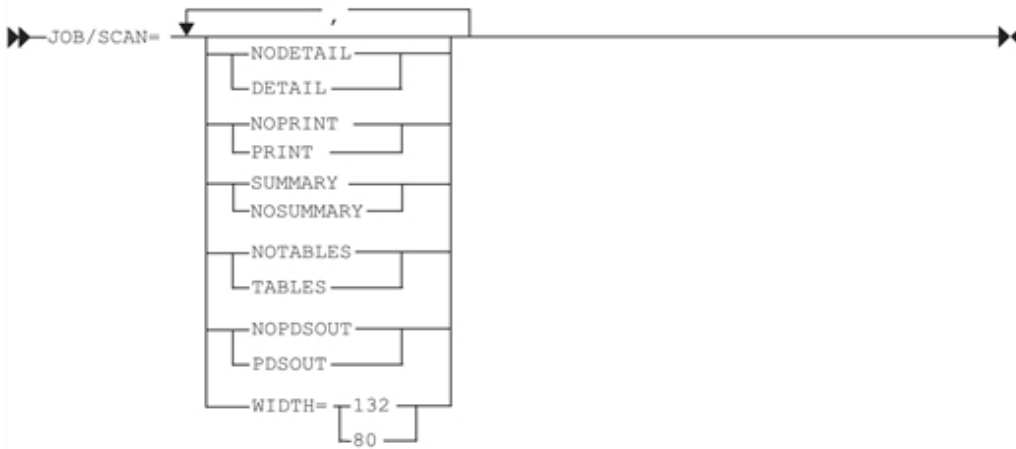 ,
JOB/SCAN=
NODETAIL
DETAIL
NOPRINT
PRINT
SUMMARY
NOSUMMARY
NOTABLES
TABLES
NOPDSOUT
PDSOUT
WIDTH= 132
80